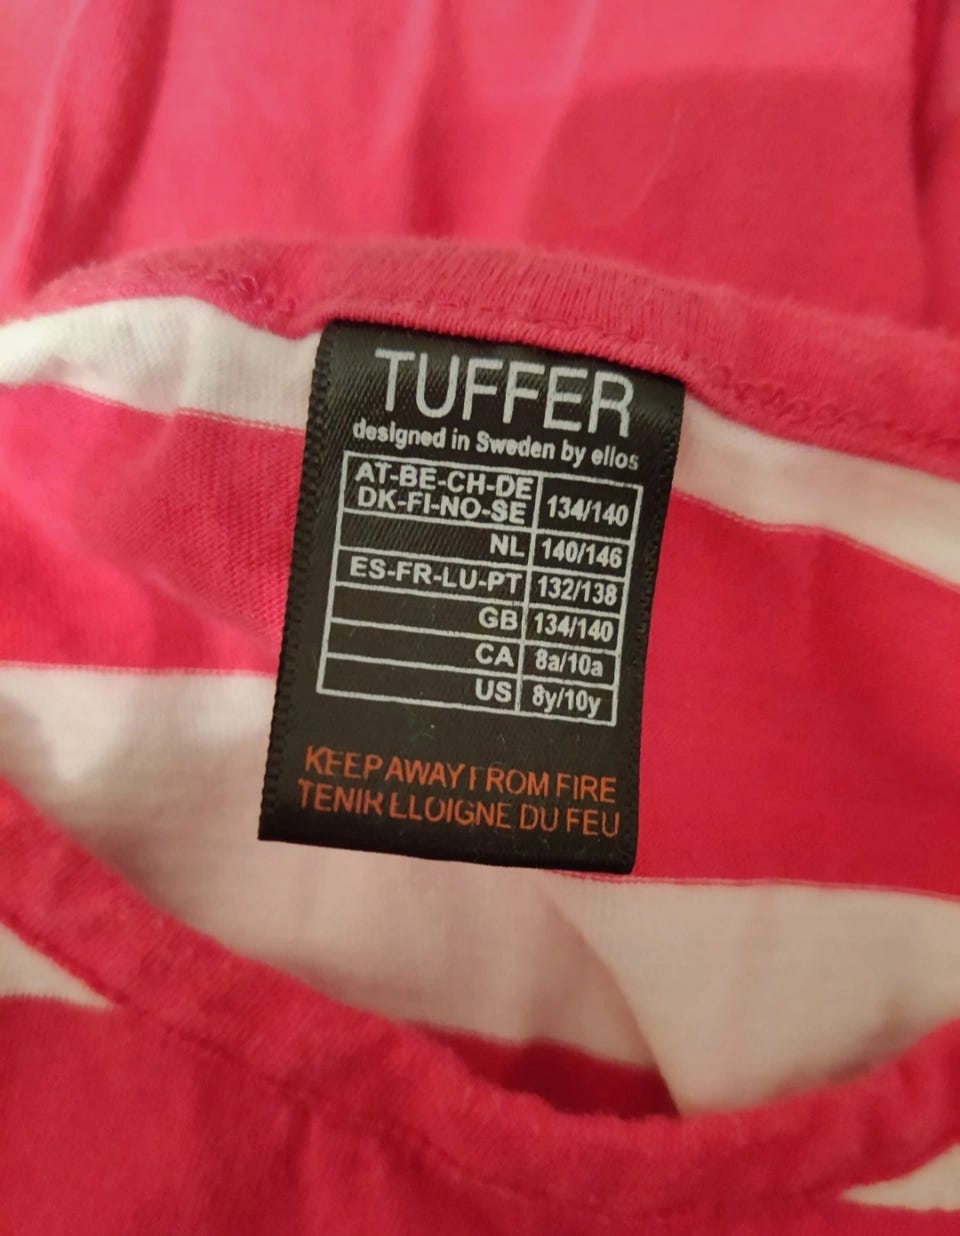 TUFFER
designed in Sweden by ellos
AT-BE-CH-DE
DK-FI-NO-SE 134/140
NL 140/146
ES-FR-LU-PT 132/138
GB 134/140
CA 8a/10a
US 8y/10y
KEEP AWAY FROM FIRE
TENIR ELOIGNE DU FEU